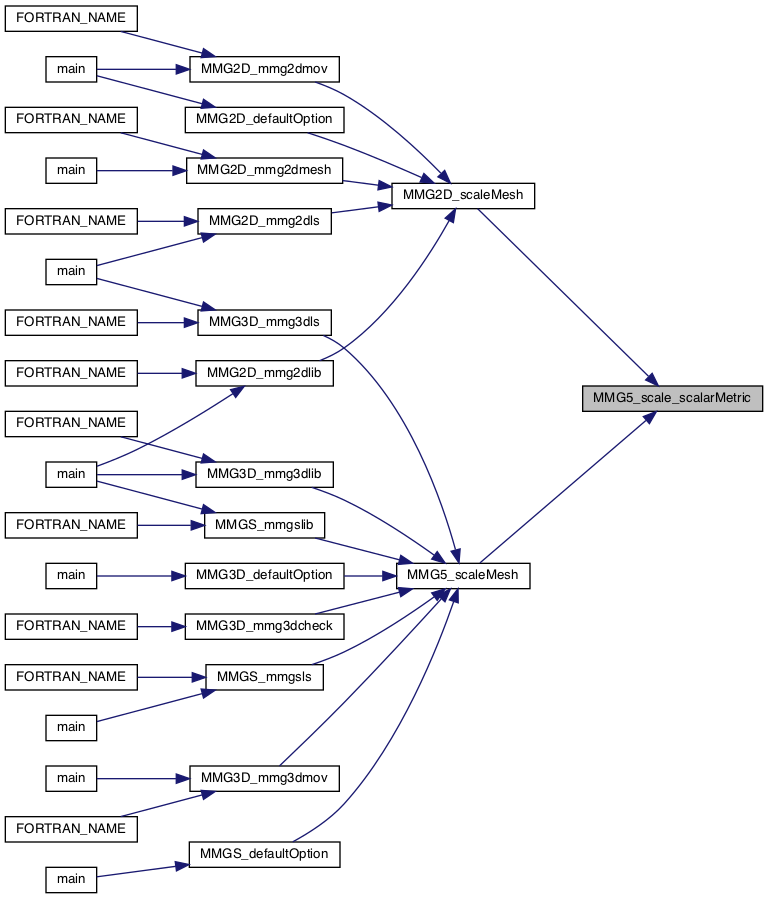 FORTRAN_NAME
main
MMG2D_mmg2dmov
FORTRAN_NAME
MMG2D_defaultOption
main
MMG2D_mmg2dmesh
MMG2D_scaleMesh
FORTRAN_NAME
MMG2D_mmg2dls
main
FORTRAN_NAME
MMG3D_mmg3dls
FORTRAN_NAME
MMG2D_mmg2dlib
MMG5_scale_scalarMetric
FORTRAN_NAME
main
MMG3D_mmg3dlib
FORTRAN_NAME
MMGS_mmgslib
main
MMG3D_defaultOption
MMG5_scaleMesh
FORTRAN_NAME
MMG3D_mmg3dcheck
FORTRAN_NAME
MMGS_mmgsls
main
main
MMG3D_mmg3dmov
FORTRAN_NAME
MMGS_defaultOption
main